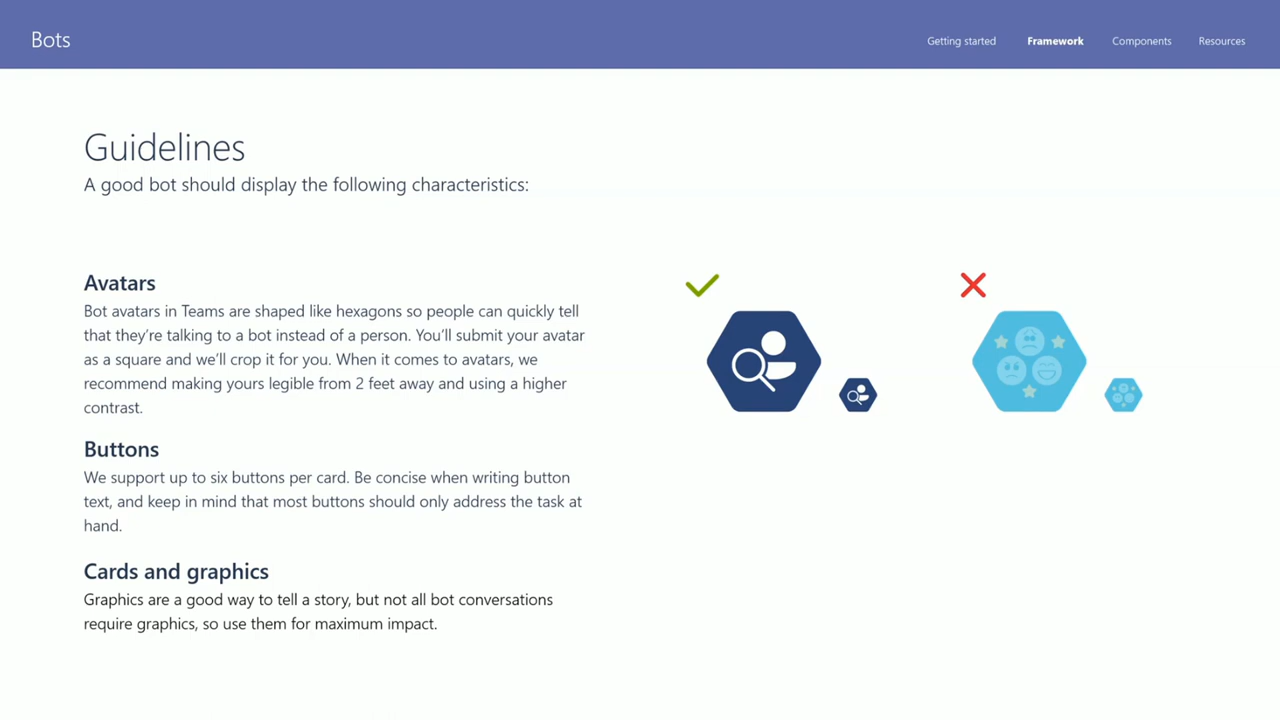 Bots
Getting started
Framework
Components
Resources
Guidelines
A good bot should display the following characteristics:
Avatars
Bot avatars in Teams are shaped like hexagons so people can quickly tell
that they’re talking to a bot instead of a person. You’ll submit your avatar
as a square and we’ll crop it for you. When it comes to avatars, we
recommend making yours legible from 2 feet away and using a higher
contrast.
Buttons
We support up to six buttons per card. Be concise when writing button
text, and keep in mind that most buttons should only address the task at
hand.
Cards and graphics
Graphics are a good way to tell a story, but not all bot conversations
require graphics, so use them for maximum impact.